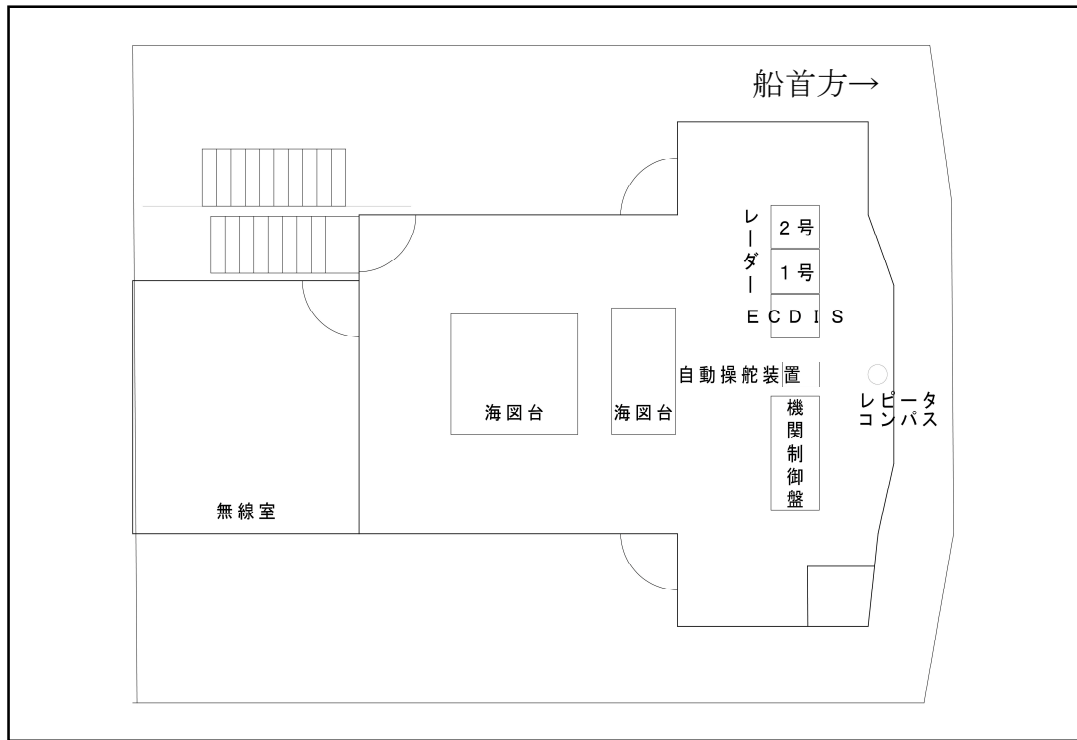 船首方→
レーダー
２号
１号
ＥＣＤＩＳ
自動操舵装置
レピータ
コンパス
機関制御盤
海図台
海図台
無線室